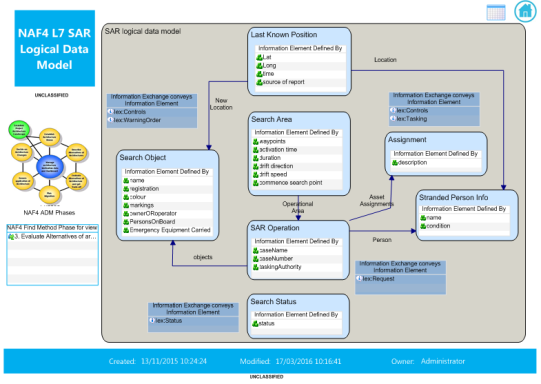 NAF4 L7 SAR
Logical Data
Model
UNCLASSIFIED
NAF4 ADM Phases
NAF4 Find Method Phase for view
3. Evaluate Alternatives of ar...
SAR logical data model
Last Known Position
Information Element Defined By
Lat
Long
time
source of report
Location
New
Location
Information Exchange conveys
Information Element
Iex:Controls
Iex:WarningOrder
Information Exchange conveys
Information Element
Iex:Controls
Iex:Tasking
Search Area
Information Element Defined By
waypoints
activation time
duration
drift direction
drift speed
commence search point
Assignment
Information Element Defined By
description
Search Object
Information Element Defined By
name
registration
colour
markings
ownerORoperator
PersonsOnBoard
Emergency Equipment Carried
Stranded Person Info
Information Element Defined By
name
condition
Operational
Area
Asset
Assignments
SAR Operation
Information Element Defined By
caseName
caseNumber
taskingAuthority
Person
objects
Information Exchange conveys
Information Element
Iex:Request
Information Exchange conveys
Information Element
Iex:Status
Search Status
Information Element Defined By
status
Created: 13/11/2015 10:24:24
Modified: 17/03/2016 10:16:41
Owner: Administrator
UNCLASSIFIED